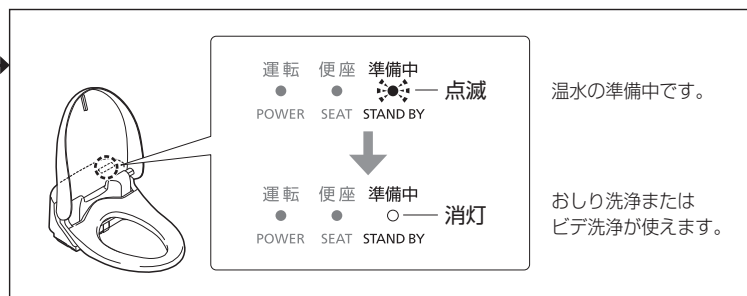 運転 便座 準備中
点滅
POWER SEAT STAND BY
温水の準備中です。
運転 便座 準備中
消灯
POWER SEAT STAND BY
おしり洗浄または
ビデ洗浄が使えます。